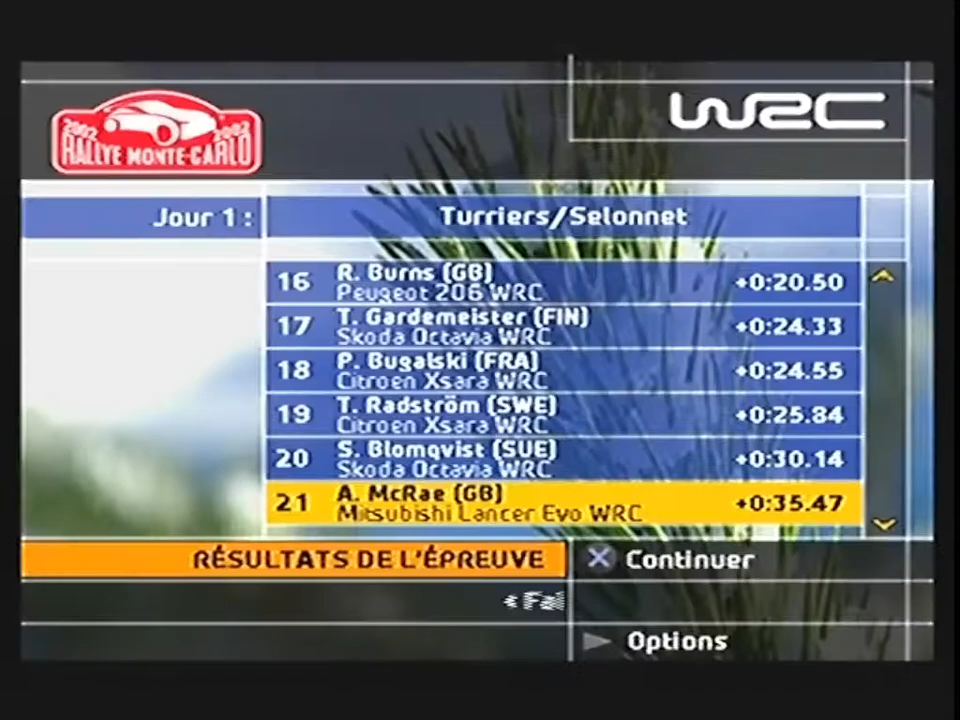 2002 2002
RALLYE MONTE-CARLO
WRC
Jour 1 :
Turriers/Selonnet
16 R. Burns (GB) +0:20.50
Peugeot 206 WRC
17 T. Gardemeister (FIN) +0:24.33
Skoda Octavia WRC
18 P. Bugalski (FRA) +0:24.55
Citroen Xsara WRC
19 T. Radström (SWE) +0:25.84
Citroen Xsara WRC
20 S. Blomqvist (SUE) +0:30.14
Skoda Octavia WRC
21 A. McRae (GB) +0:35.47
Mitsubishi Lancer Evo WRC
RÉSULTATS DE L'ÉPREUVE
Continuer
Options